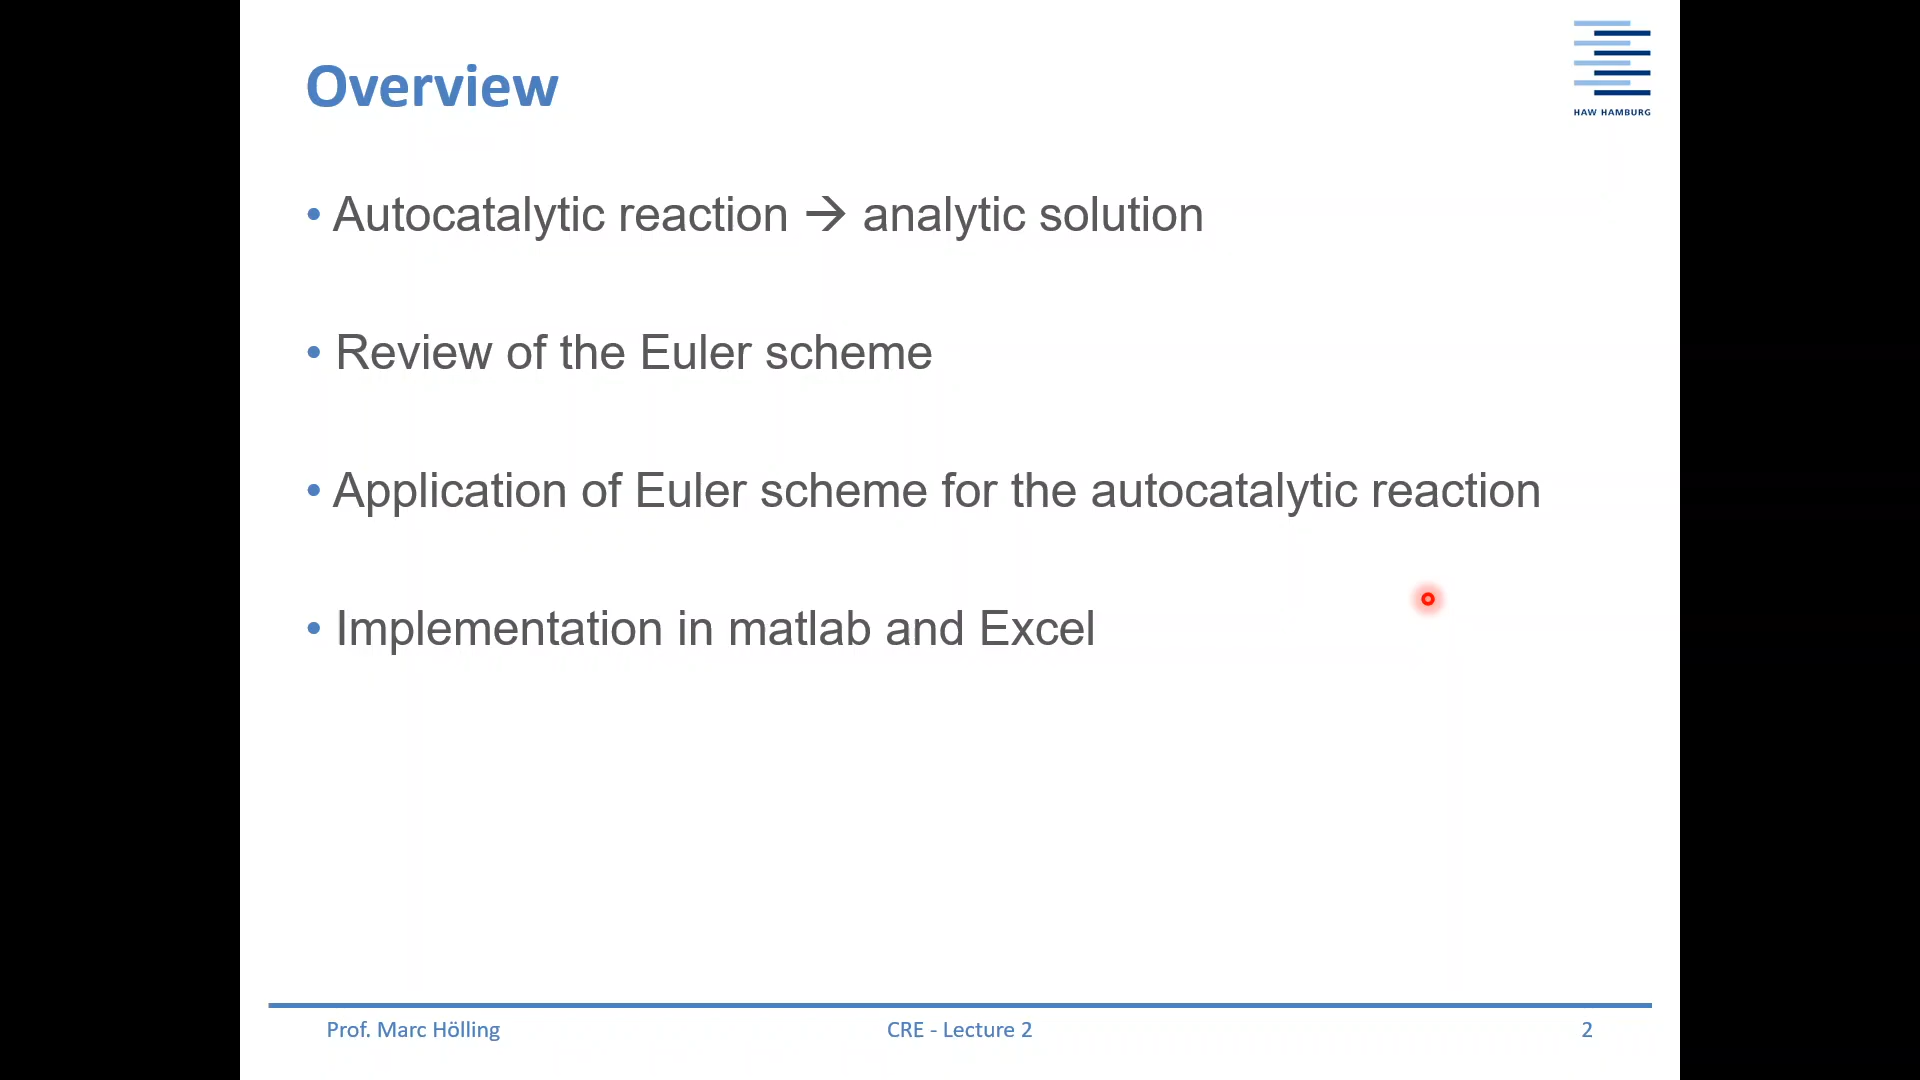 Overview
HAW HAMBURG
• Autocatalytic reaction → analytic solution
• Review of the Euler scheme
• Application of Euler scheme for the autocatalytic reaction
• Implementation in matlab and Excel
Prof. Marc Hölling
CRE - Lecture 2
2